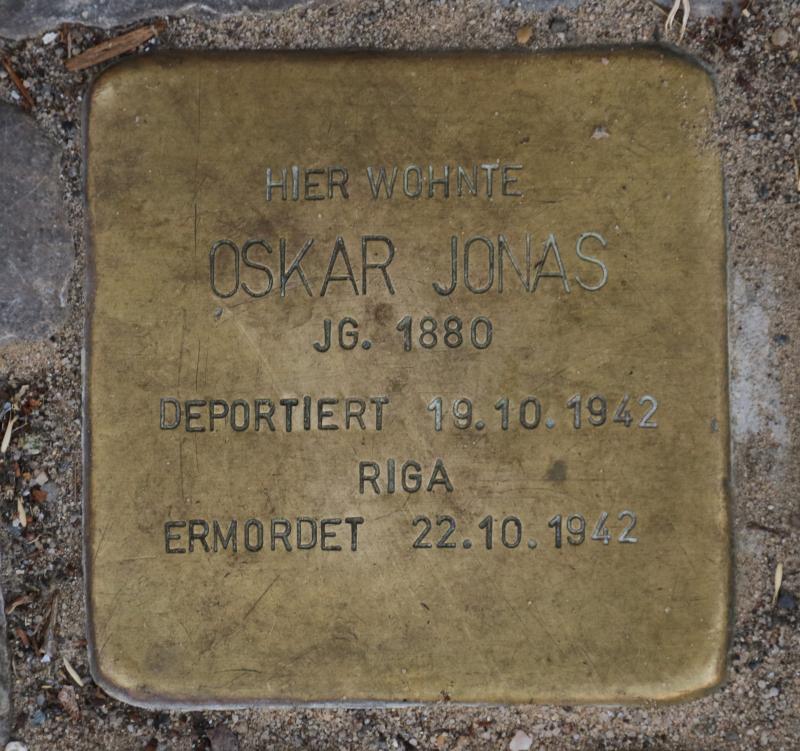 HIER WOHNTE
OSKAR JONAS
JG. 1880
DEPORTIERT 19.10.1942
RIGA
ERMORDET 22.10.1942